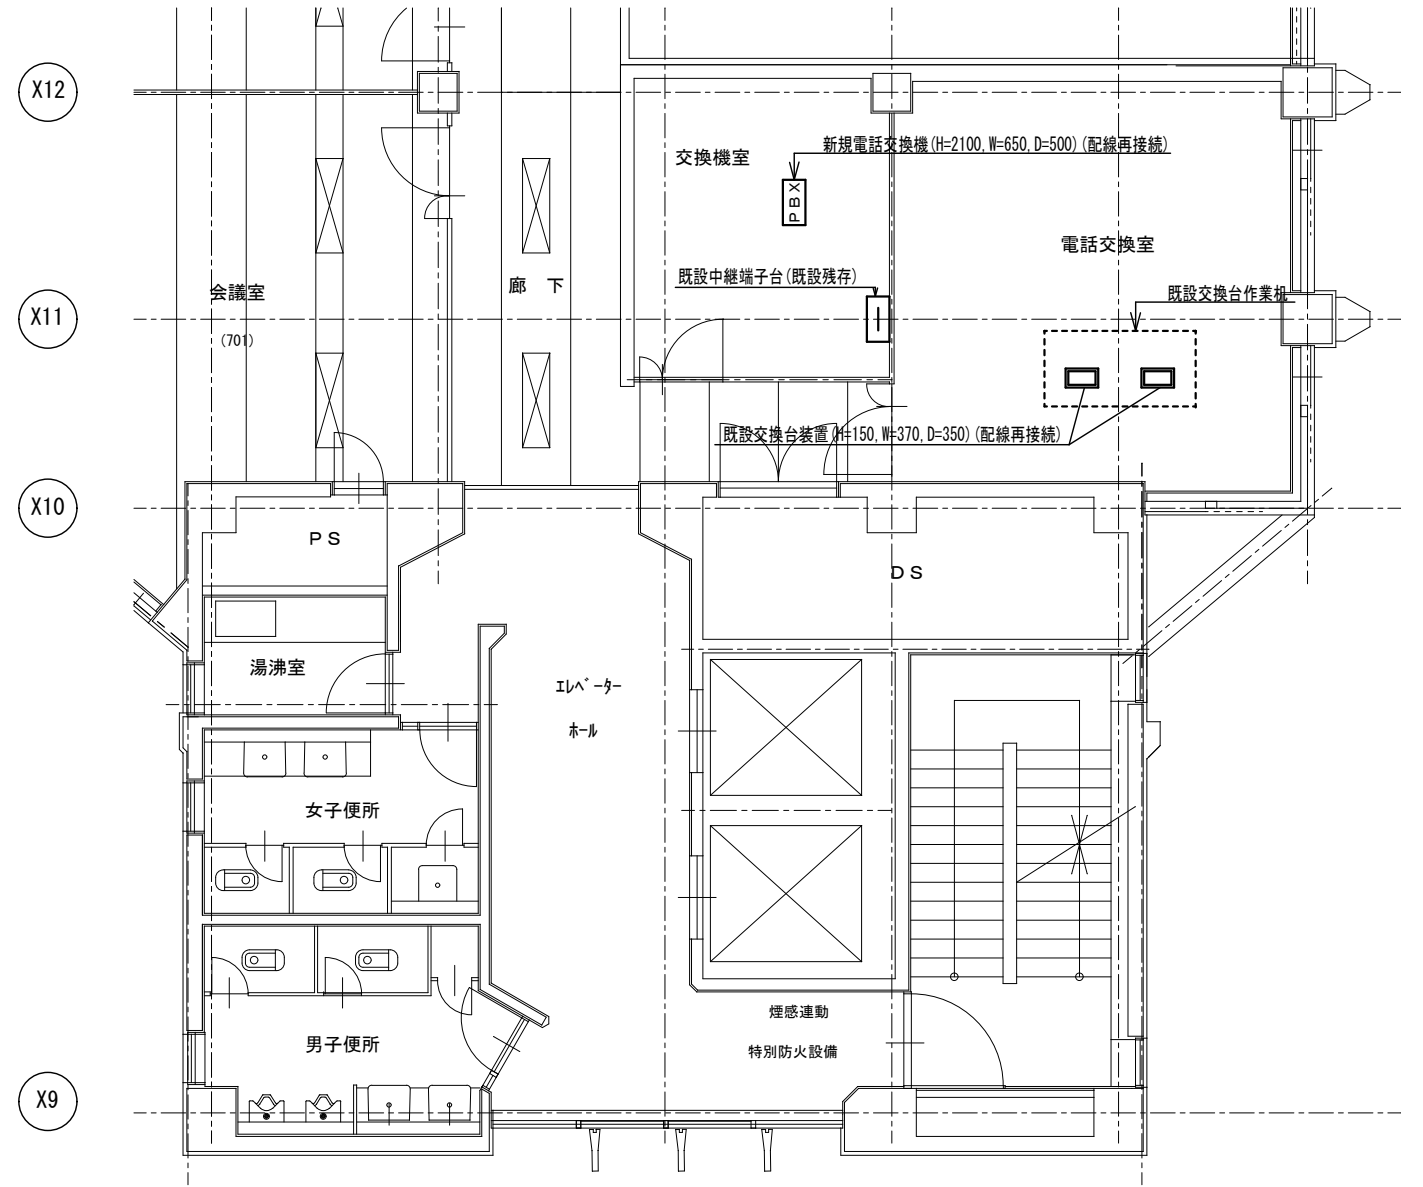 X12
新規電話交換機(H=2100,W=650,D=500)(配線再接続)
交換機室
PBX
電話交換室
既設中継端子台(既設残存)
廊 下
会議室
(701)
既設交換台作業机
X11
既設交換台装置(H=150,W=370,D=350)(配線再接続)
X10
PS
DS
湯沸室
エレベーター
ホール
女子便所
煙感連動
特別防火設備
男子便所
X9